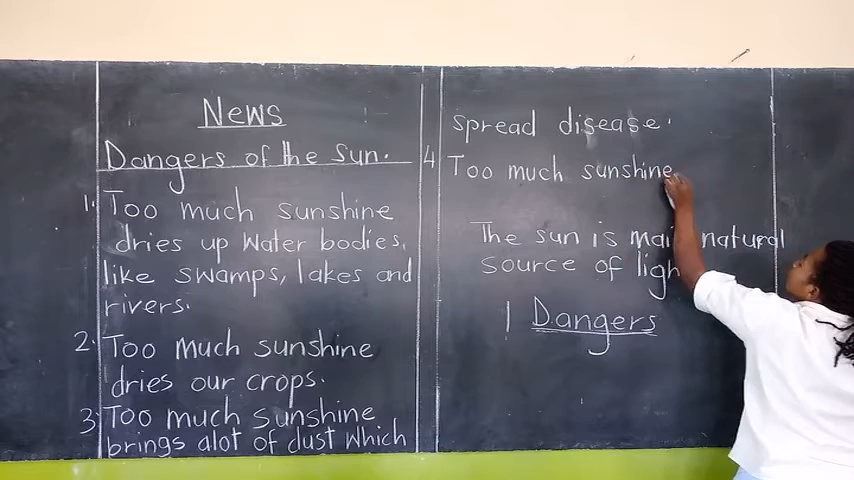 News
Dangers of the sun.
1. Too much sunshine
dries up water bodies,
like swamps, lakes and
rivers.
2. Too much sunshine
dries our crops.
3 Too much sunshine
brings alot of dust which
spread disease.
4 Too much sunshine
The sun is natural
source of
1 Dangers